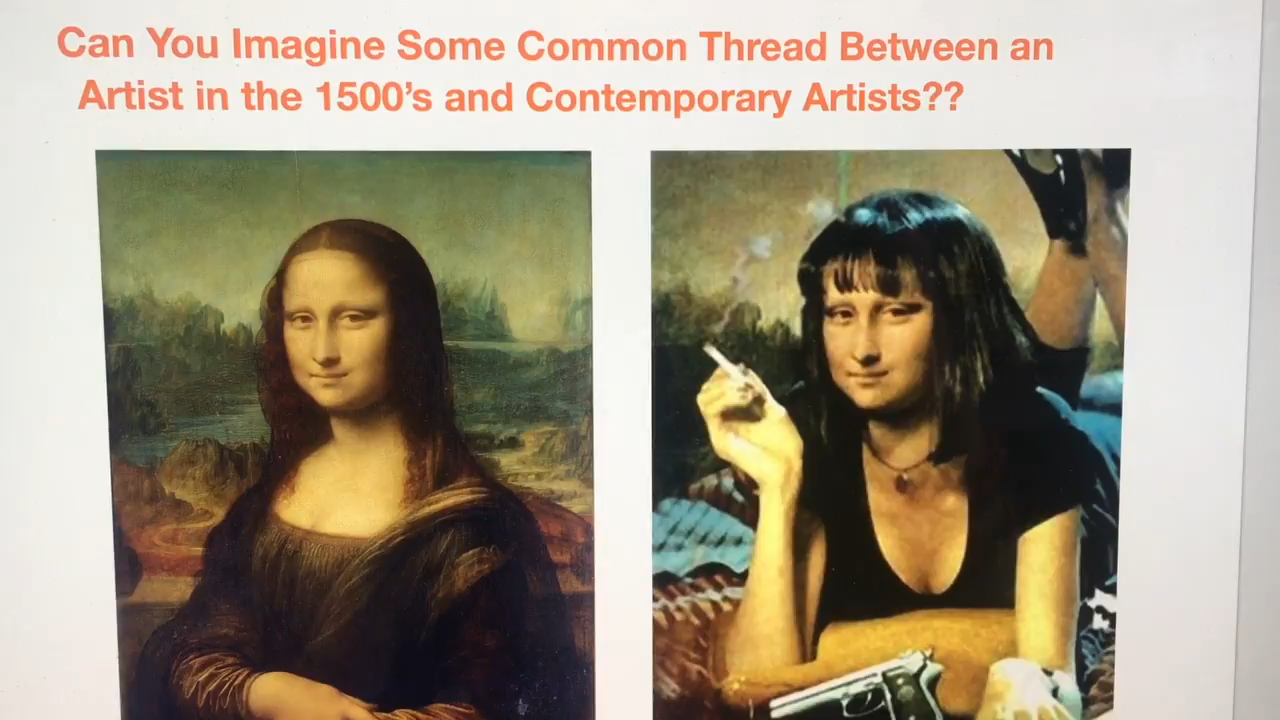 Can You Imagine Some Common Thread Between an
Artist in the 1500's and Contemporary Artists??